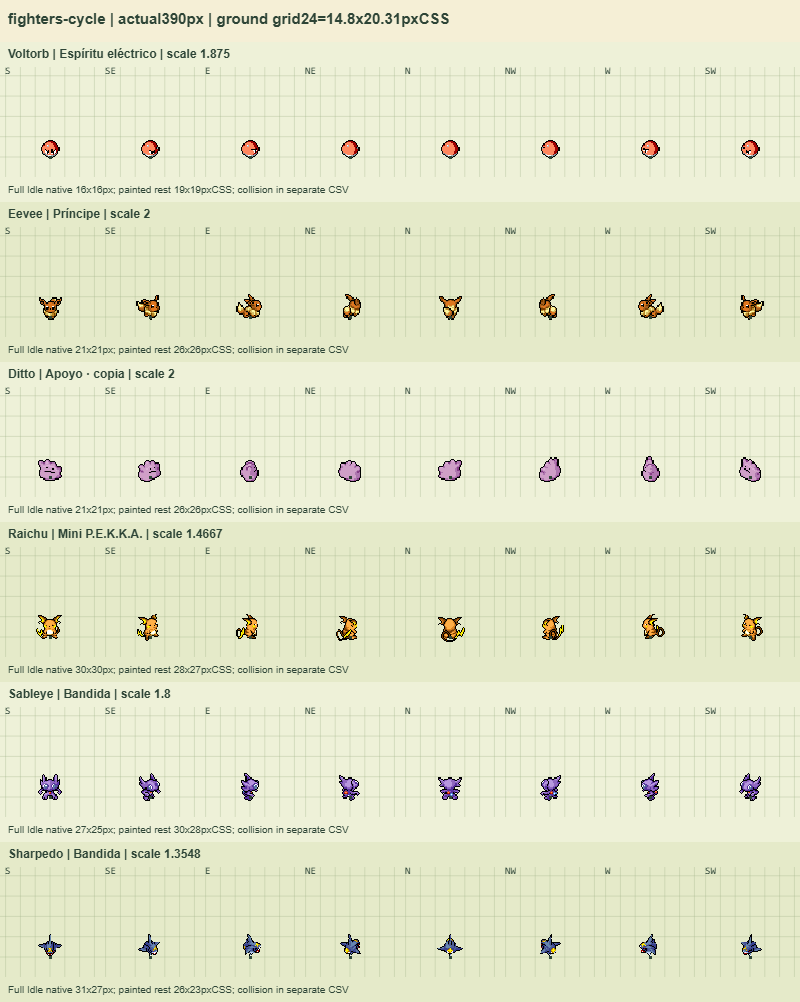 fighters-cycle | actual390px | ground grid24=14.8x20.31pxCSS
Voltorb | Espíritu eléctrico | scale 1.875
S SE E NE N NW W SW
Full Idle native 16x16px; painted rest 19x19pxCSS; collision in separate CSV
Eevee | Príncipe | scale 2
S SE E NE N NW W SW
Full Idle native 21x21px; painted rest 26x26pxCSS; collision in separate CSV
Ditto | Apoyo · copia | scale 2
S SE E NE N NW W SW
Full Idle native 21x21px; painted rest 26x26pxCSS; collision in separate CSV
Raichu | Mini P.E.K.K.A. | scale 1.4667
S SE E NE N NW W SW
Full Idle native 30x30px; painted rest 28x27pxCSS; collision in separate CSV
Sableye | Bandida | scale 1.8
S SE E NE N NW W SW
Full Idle native 27x25px; painted rest 30x28pxCSS; collision in separate CSV
Sharpedo | Bandida | scale 1.3548
S SE E NE N NW W SW
Full Idle native 31x27px; painted rest 26x23pxCSS; collision in separate CSV